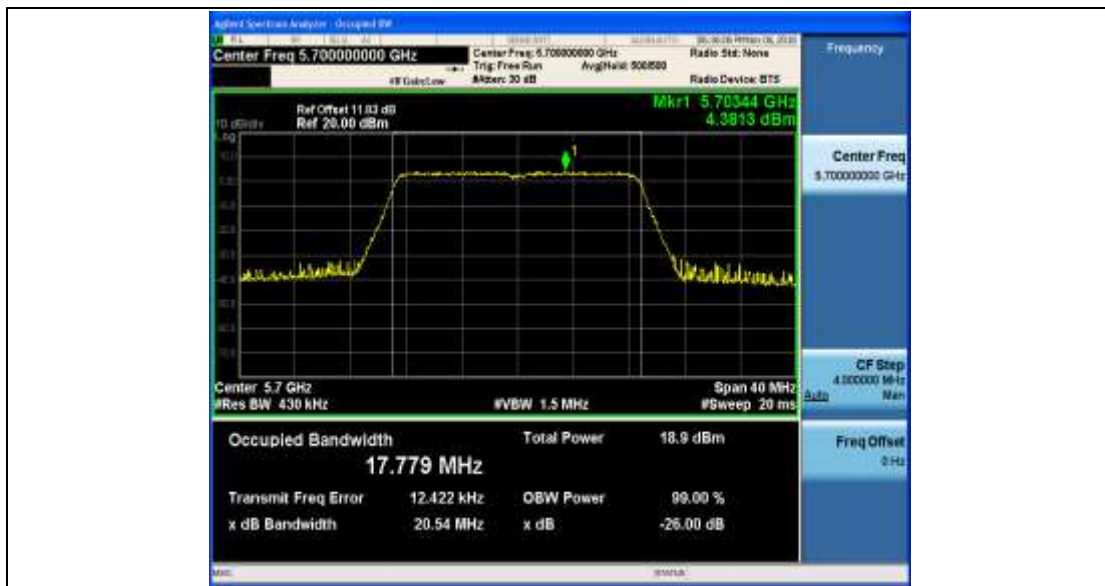 Agilent Spectrum Analyzer - Occupied BW
Center Freq 5.700000000 GHz
Center Freq: 5.700000000 GHz
Radio Std: None
Trig: Free Run
Avg|Hold: 500/500
#IFGain:Low
#Atten: 30 dB
Radio Device: BTS
Frequency
Ref Offset 11.83 dB
Mkr1 5.70344 GHz
10 dB/div
Ref 20.00 dBm
4.3813 dBm
Log
1
Center Freq
5.700000000 GHz
Center 5.7 GHz
Span 40 MHz
#Res BW 430 kHz
#VBW 1.5 MHz
#Sweep 20 ms
CF Step
4.000000 MHz
Auto
Man
Occupied Bandwidth
Total Power
18.9 dBm
17.779 MHz
Freq Offset
0 Hz
Transmit Freq Error
12.422 kHz
OBW Power
99.00 %
x dB Bandwidth
20.54 MHz
x dB
-26.00 dB
MSG
STATUS